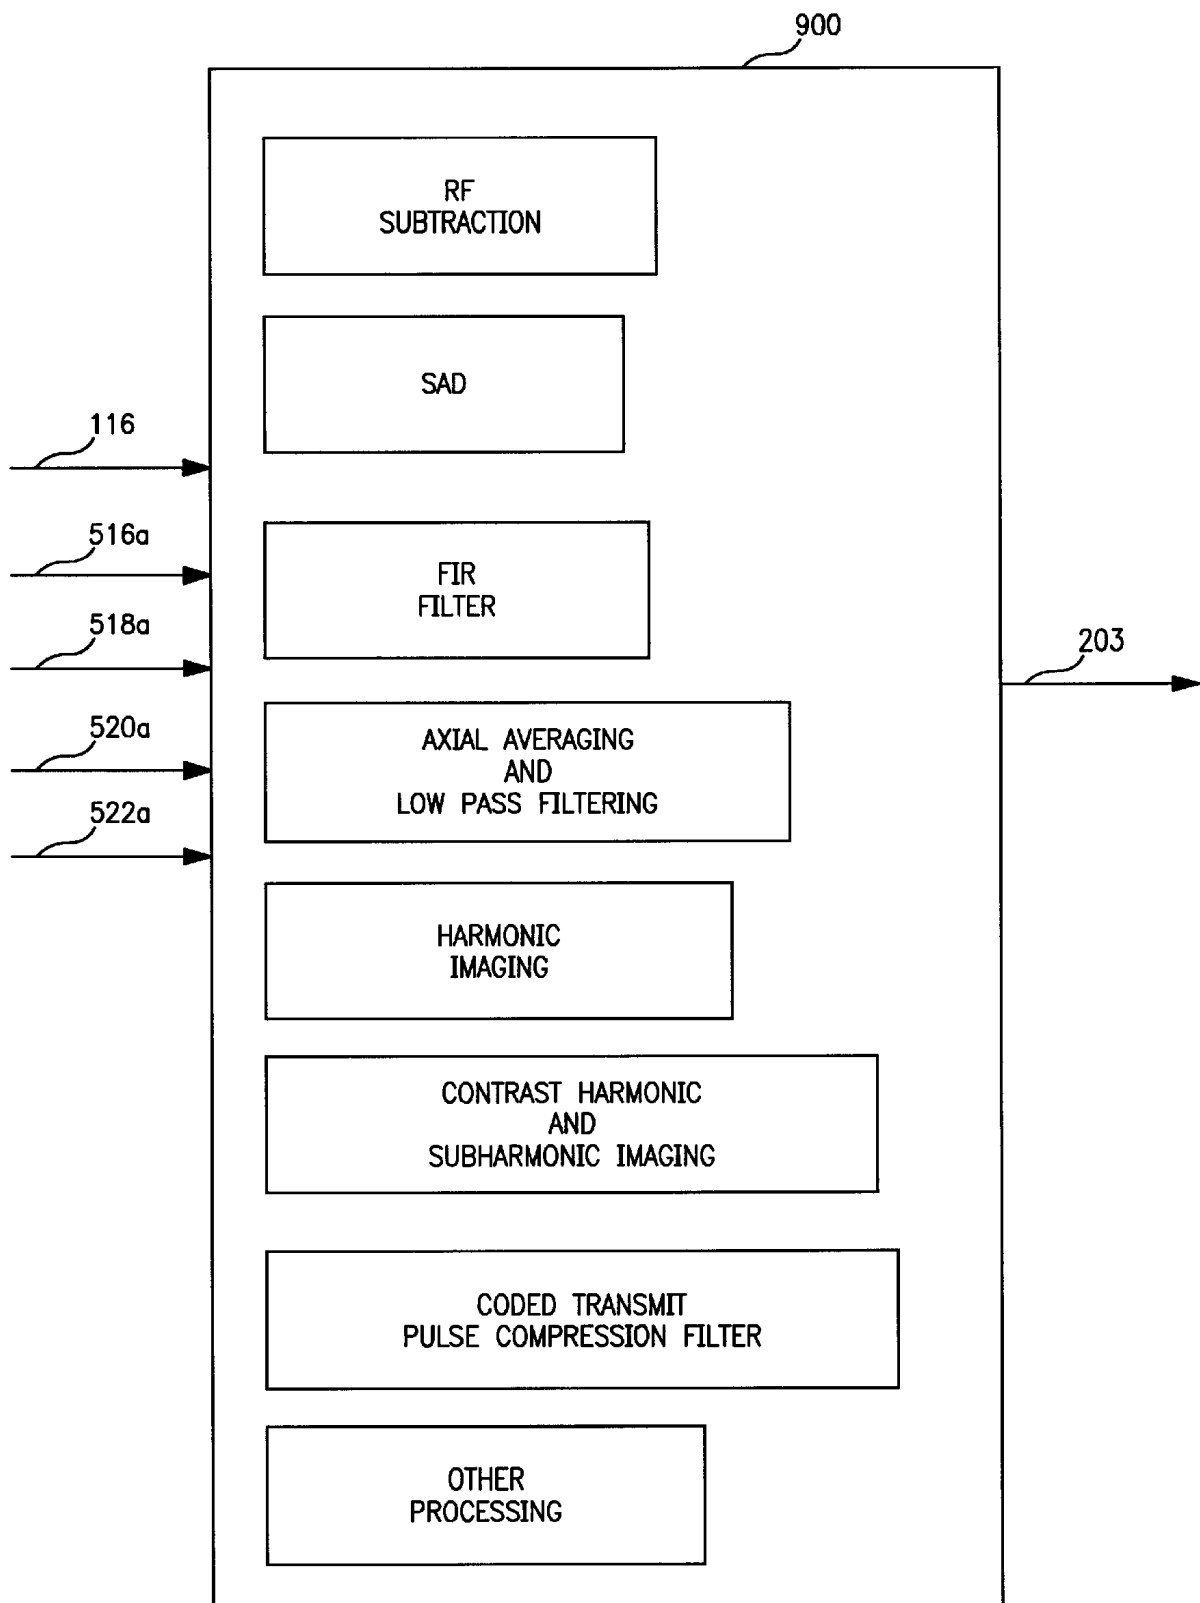 900
RF
SUBTRACTION
SAD
116
516a
FIR
FILTER
518a
203
520a
AXIAL AVERAGING
AND
LOW PASS FILTERING
522a
HARMONIC
IMAGING
CONTRAST HARMONIC
AND
SUBHARMONIC IMAGING
CODED TRANSMIT
PULSE COMPRESSION FILTER
OTHER
PROCESSING